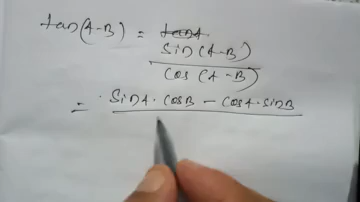 tan(A-B) = tanA
sin(A-B)
cos(A-B)
= sinA . cosB - cosA . sinB